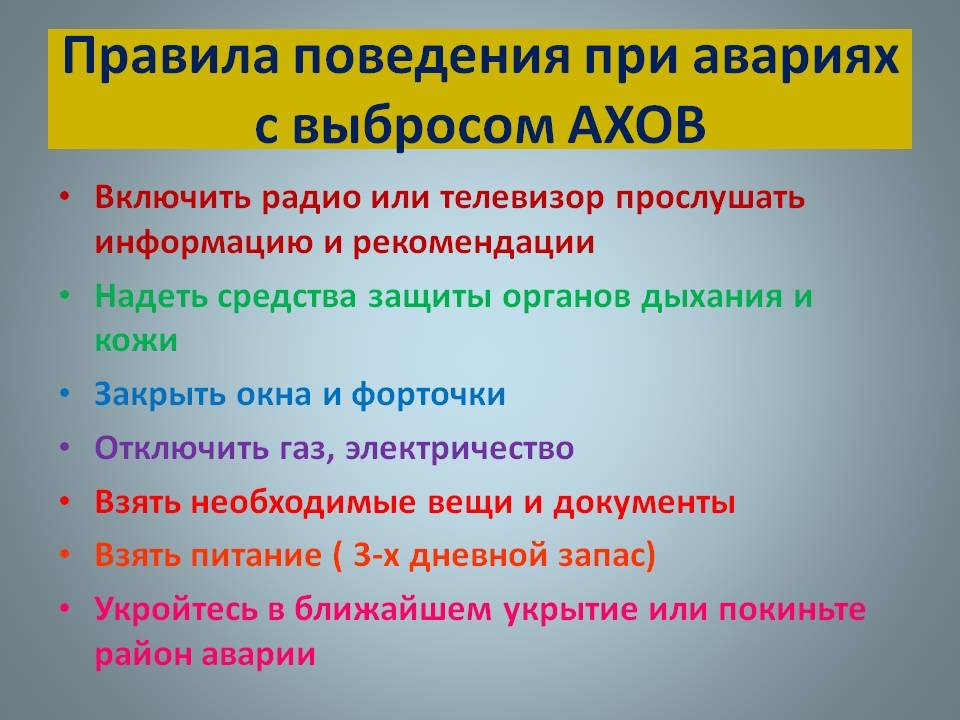 Правила поведения при авариях
с выбросом АХОВ
• Включить радио или телевизор прослушать
информацию и рекомендации
• Надеть средства защиты органов дыхания и
кожи
• Закрыть окна и форточки
• Отключить газ, электричество
• Взять необходимые вещи и документы
• Взять питание ( 3-х дневной запас)
• Укройтесь в ближайшем укрытие или покиньте
район аварии